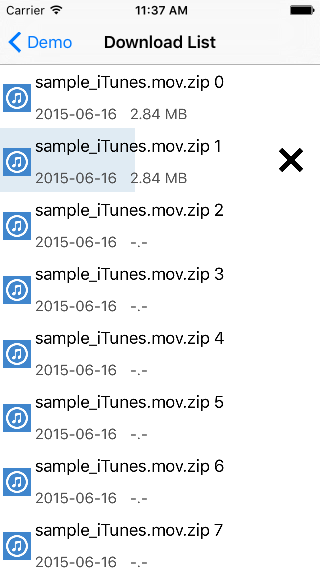 Carrier 11:37 AM
Demo Download List
sample_iTunes.mov.zip 0
2015-06-16 2.84 MB
sample_iTunes.mov.zip 1
2015-06-16 2.84 MB
sample_iTunes.mov.zip 2
2015-06-16 -.-
sample_iTunes.mov.zip 3
2015-06-16 -.-
sample_iTunes.mov.zip 4
2015-06-16 -.-
sample_iTunes.mov.zip 5
2015-06-16 -.-
sample_iTunes.mov.zip 6
2015-06-16 -.-
sample_iTunes.mov.zip 7
2015-06-16 -.-